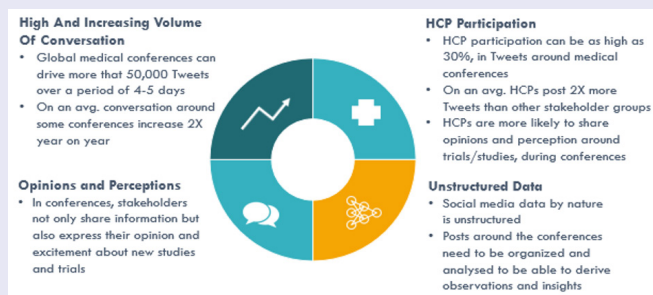 High And Increasing Volume
Of Conversation
• Global medical conferences can
drive more that 50,000 Tweets
over a period of 4-5 days
• On an avg. conversation around
some conferences increase 2X
year on year
Opinions and Perceptions
• In conferences, stakeholders
not only share information but
also express their opinion and
excitement about new studies
and trials
HCP Participation
• HCP participation can be as high as
30%, in Tweets around medical
conferences
• On an avg. HCPs post 2X more
Tweets than other stakeholder groups
• HCPs are more likely to share
opinions and perception around
trials/studies, during conferences
Unstructured Data
• Social media data by nature
is unstructured
• Posts around the conferences
need to be organized and
analysed to be able to derive
observations and insights